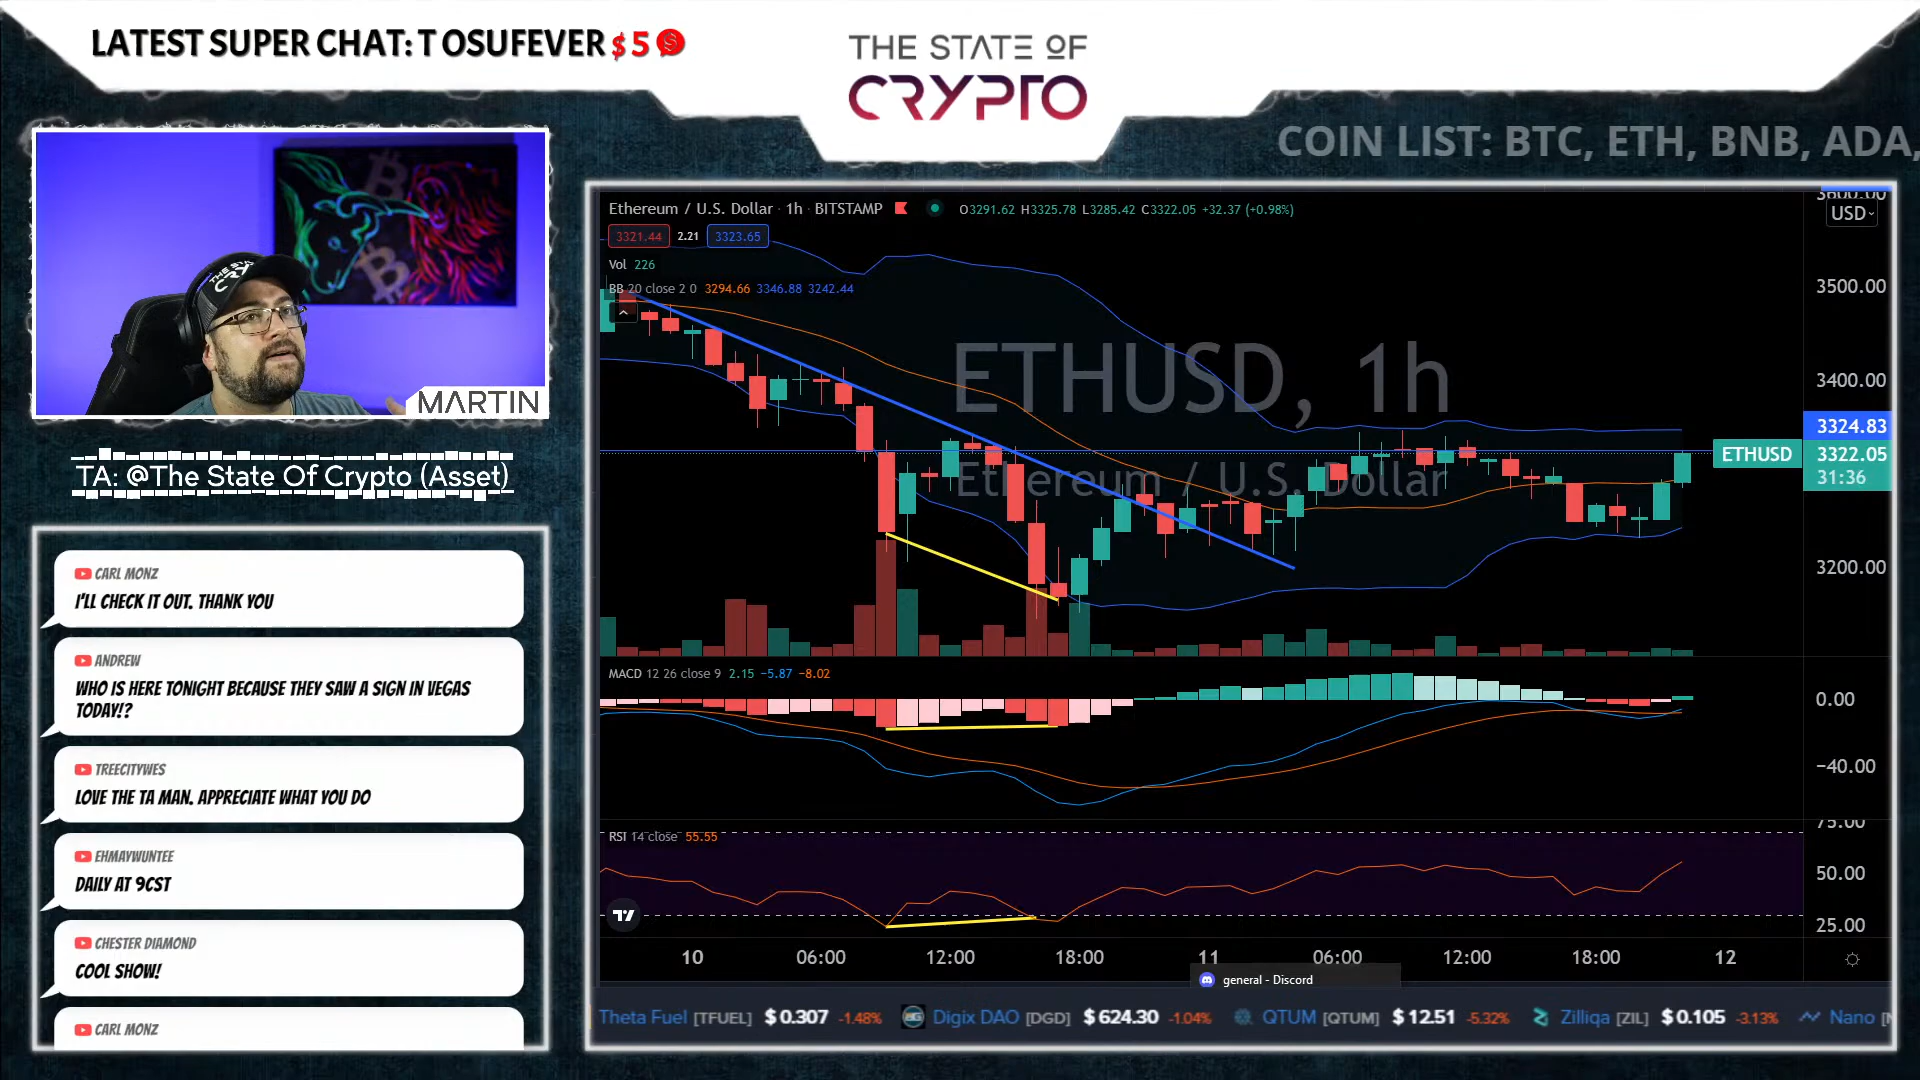 LATEST SUPER CHAT: T OSUFEVER $5
THE STATE OF
CRYPTO
COIN LIST: BTC, ETH, BNB, ADA,
MARTIN
TA: @The State Of Crypto (Asset)
CARL MONZ
I'LL CHECK IT OUT. THANK YOU
ANDREW
WHO IS HERE TONIGHT BECAUSE THEY SAW A SIGN IN VEGAS
TODAY!?
TREECITYWES
LOVE THE TA MAN. APPRECIATE WHAT YOU DO
EHMAYWUNTEE
DAILY AT 9CST
CHESTER DIAMOND
COOL SHOW!
CARL MONZ
Ethereum / U.S. Dollar · 1h · BITSTAMP O3291.62 H3325.78 L3285.42 C3322.05 +32.37 (+0.98%)
3321.44 2.21 3323.65
Vol 226
BB 20 close 2 0 3294.66 3346.88 3242.44
ETHUSD, 1h
Ethereum / U.S. Dollar
3600.00
USD
3500.00
3400.00
3324.83
ETHUSD 3322.05
31:36
3200.00
MACD 12 26 close 9 2.15 −5.87 −8.02
0.00
−40.00
RSI 14 close 55.55
75.00
50.00
25.00
10 06:00 12:00 18:00 11 06:00 12:00 18:00 12
general - Discord
Theta Fuel [TFUEL] $0.307 -1.48% Digix DAO [DGD] $624.30 -1.04% QTUM [QTUM] $12.51 -5.32% Zilliqa [ZIL] $0.105 -3.13% Nano [N